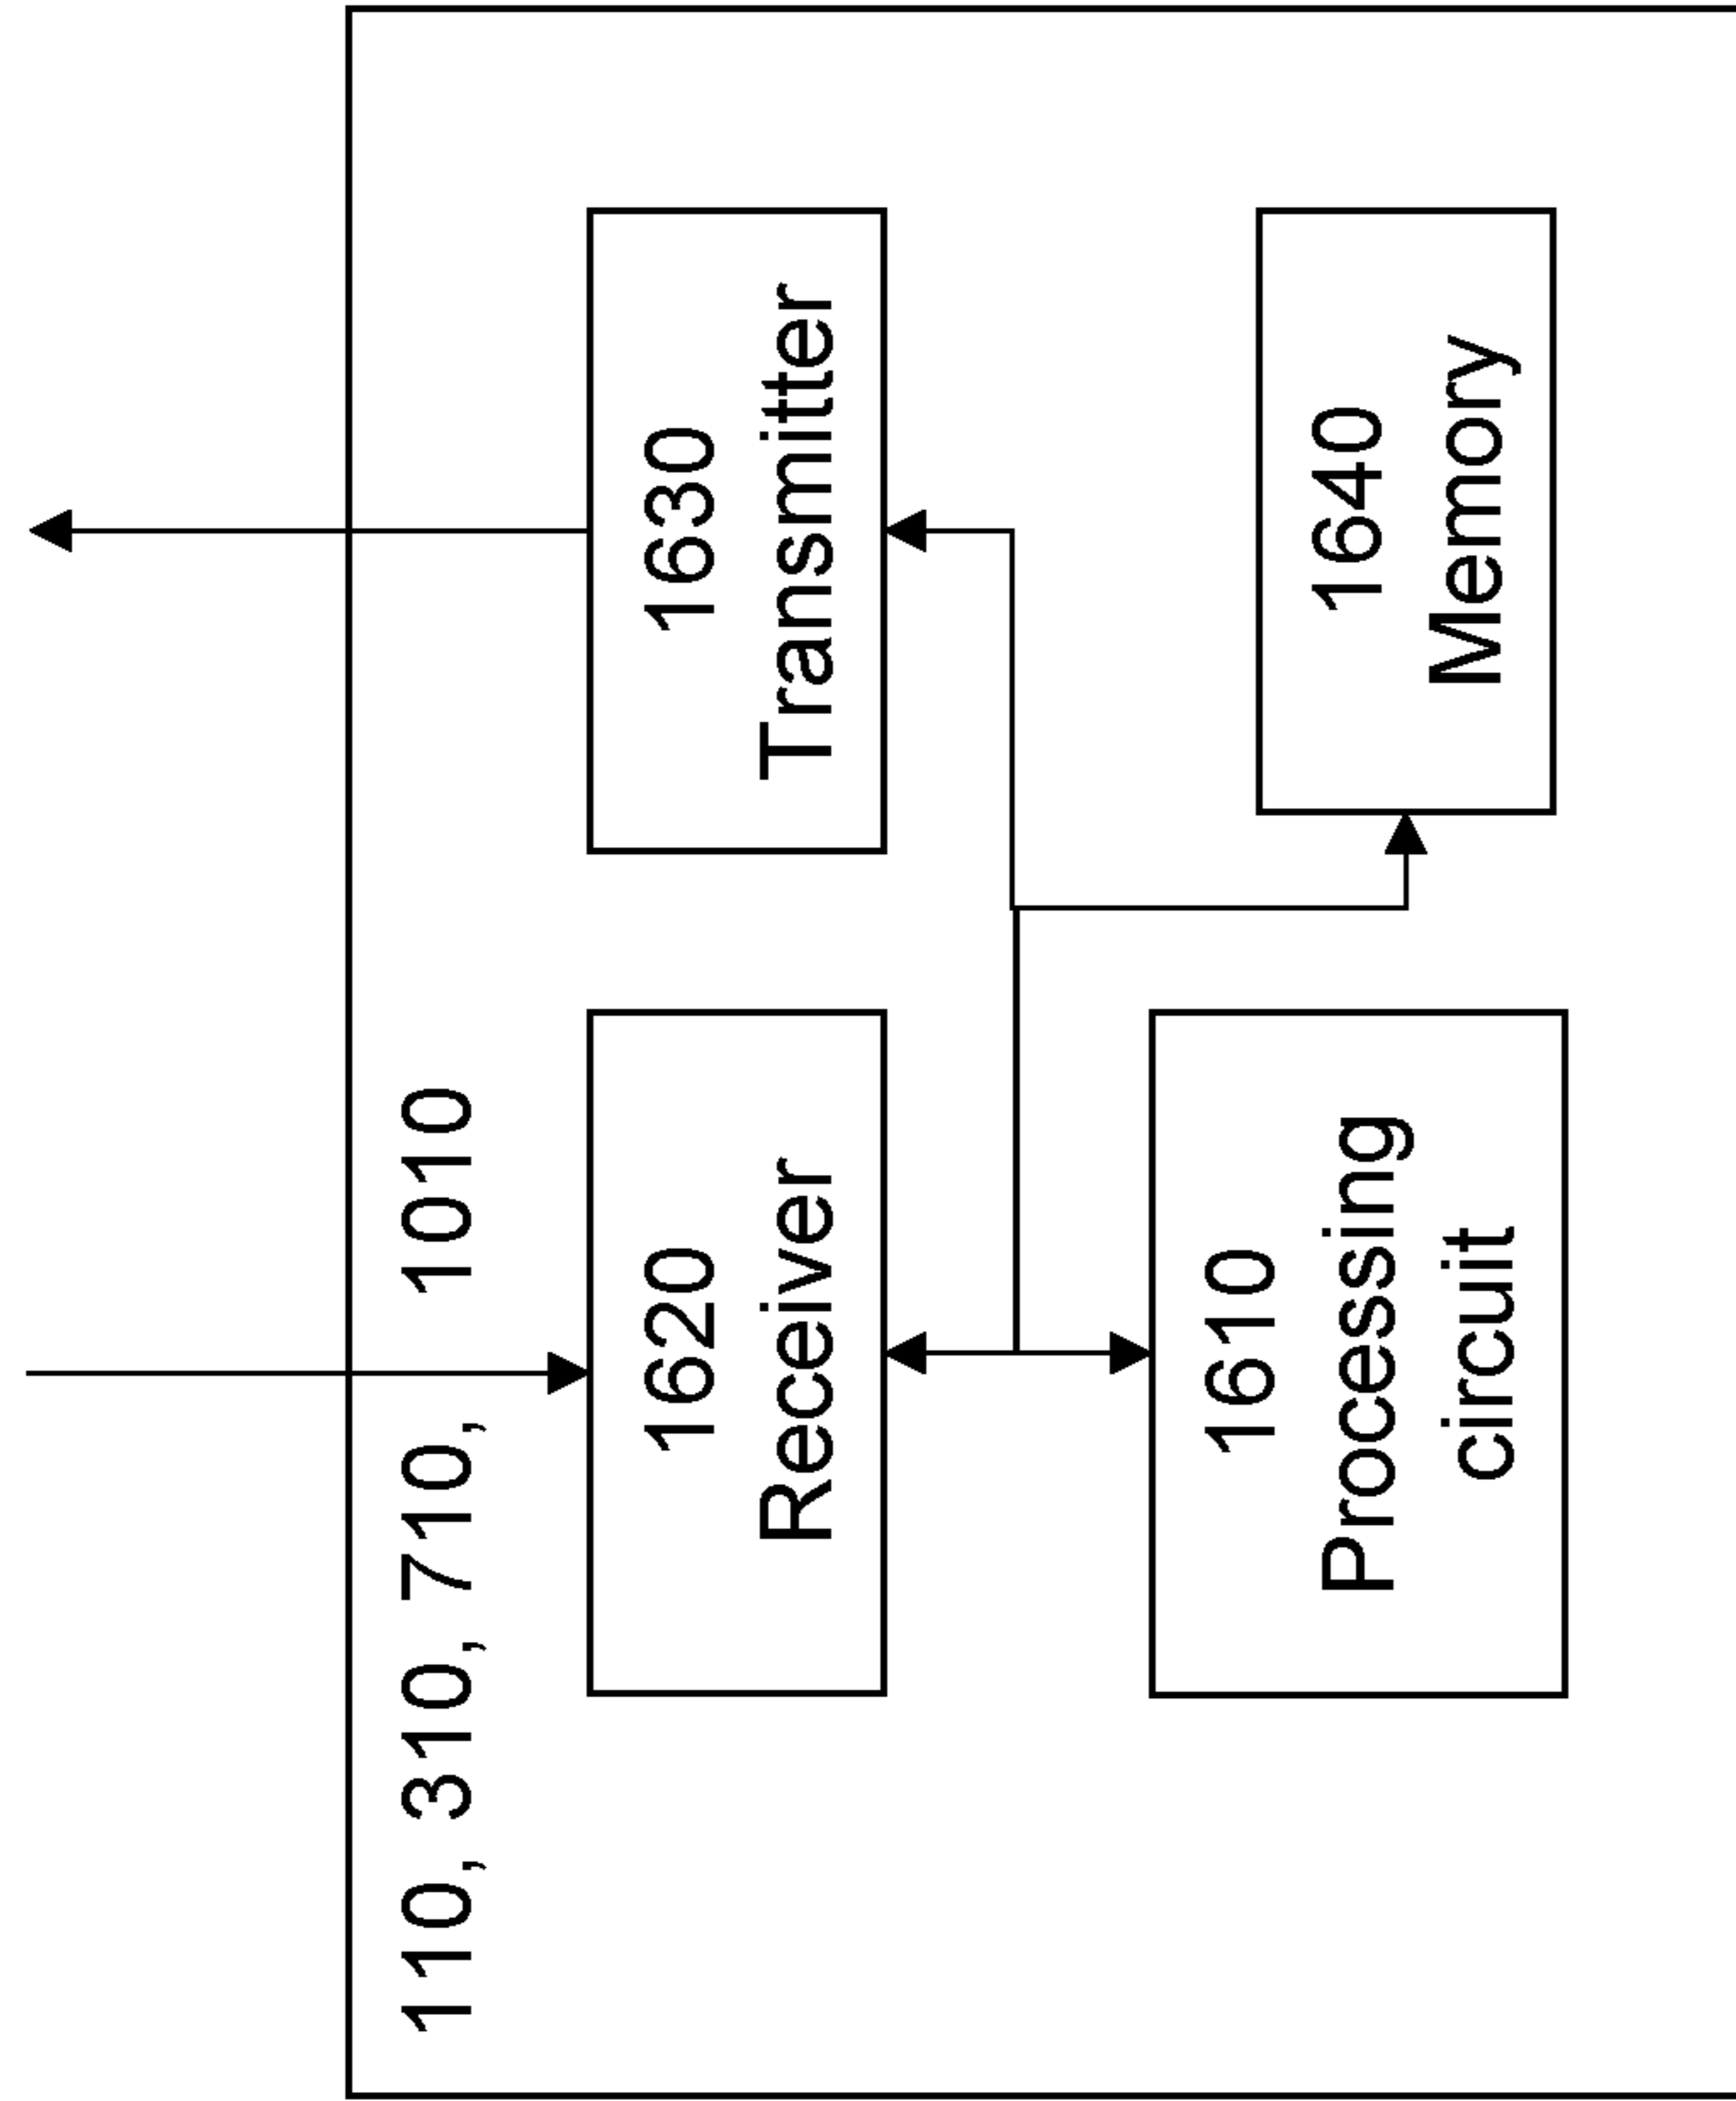 110, 310, 710, 1010
1620
Receiver
1630
Transmitter
1610
Processing
circuit
1640
Memory